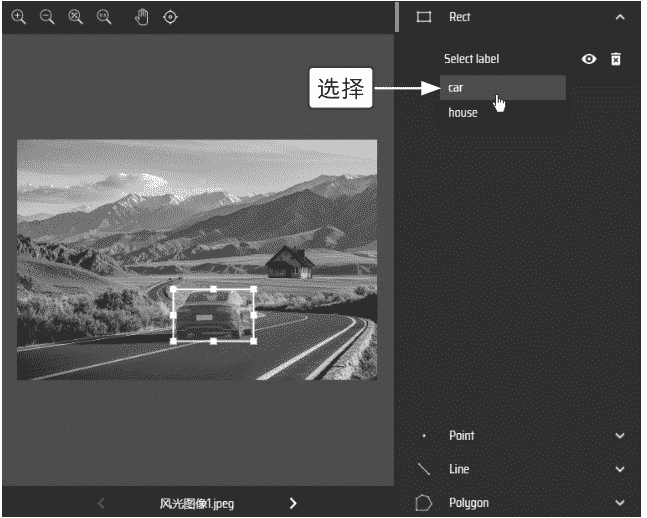 Rect
Select label
选择
car
house
Point
Line
风光图像1.jpeg
Polygon